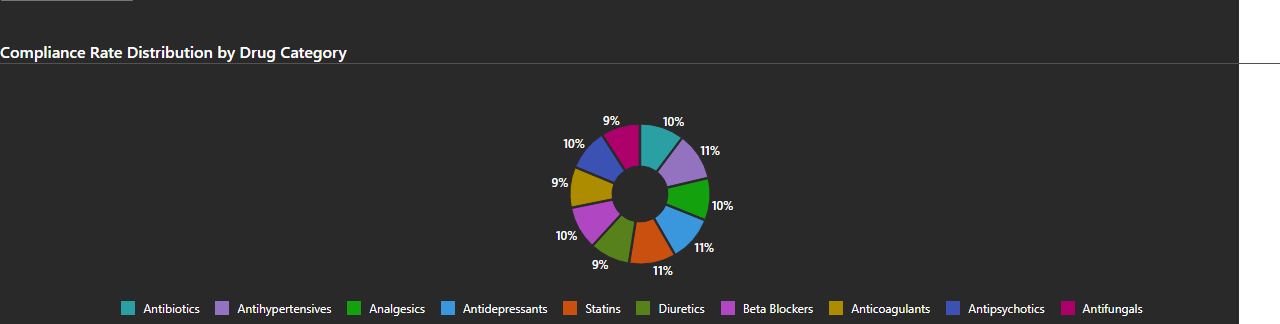 Compliance Rate Distribution by Drug Category
9% 10%
10% 11%
9% 10%
10% 11%
9% 11%
Antibiotics Antihypertensives Analgesics Antidepressants Statins Diuretics Beta Blockers Anticoagulants Antipsychotics Antifungals